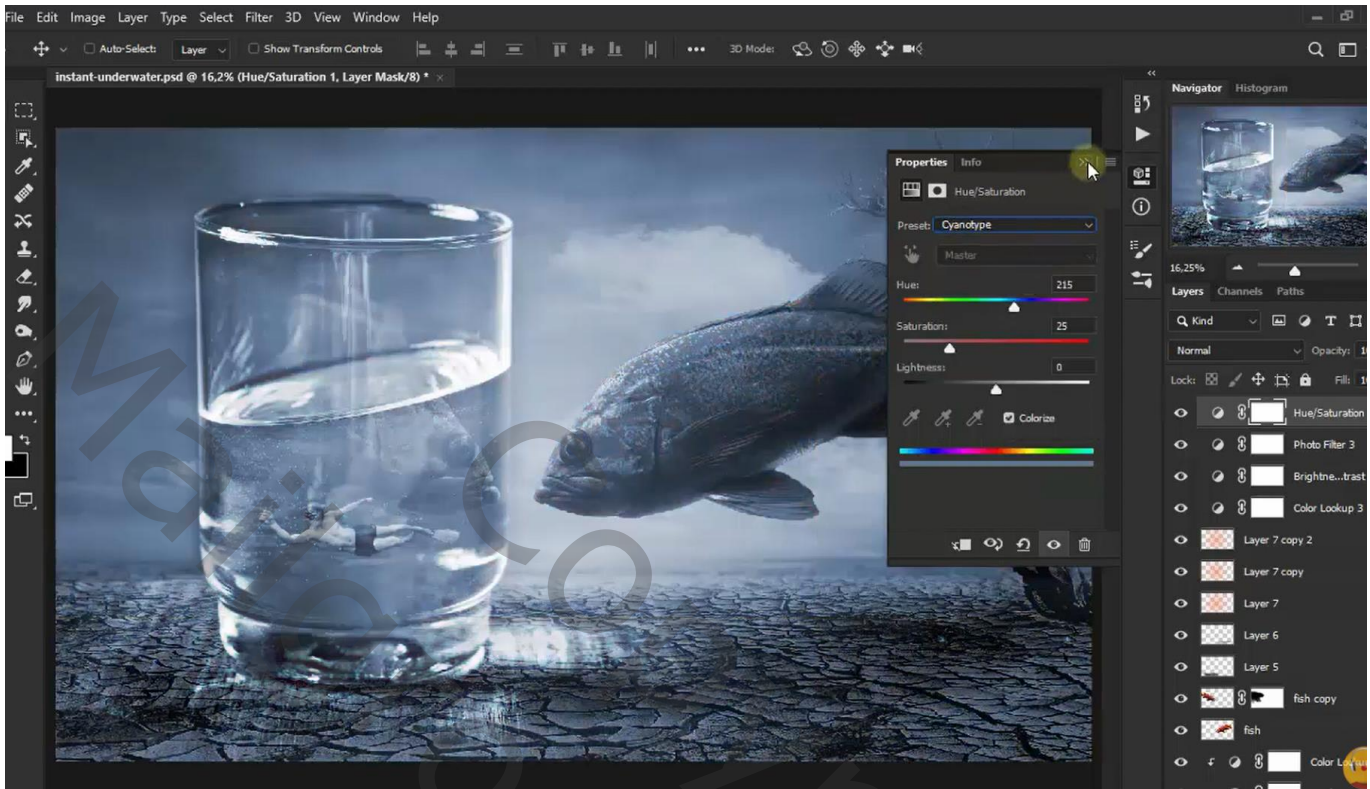 File Edit Image Layer Type Select Filter 3D View Window Help
Auto-Select: Layer Show Transform Controls 3D Mode:
instant-underwater.psd @ 16,2% (Hue/Saturation 1, Layer Mask/8) * ×
Navigator Histogram
16,25%
Properties Info
Hue/Saturation
Preset: Cyanotype
Master
Hue: 215
Saturation: 25
Lightness: 0
Colorize
Layers Channels Paths
Kind
Normal Opacity:
Lock: Fill:
Hue/Saturation
Photo Filter 3
Brightne...trast
Color Lookup 3
Layer 7 copy 2
Layer 7 copy
Layer 7
Layer 6
Layer 5
fish copy
fish
Color